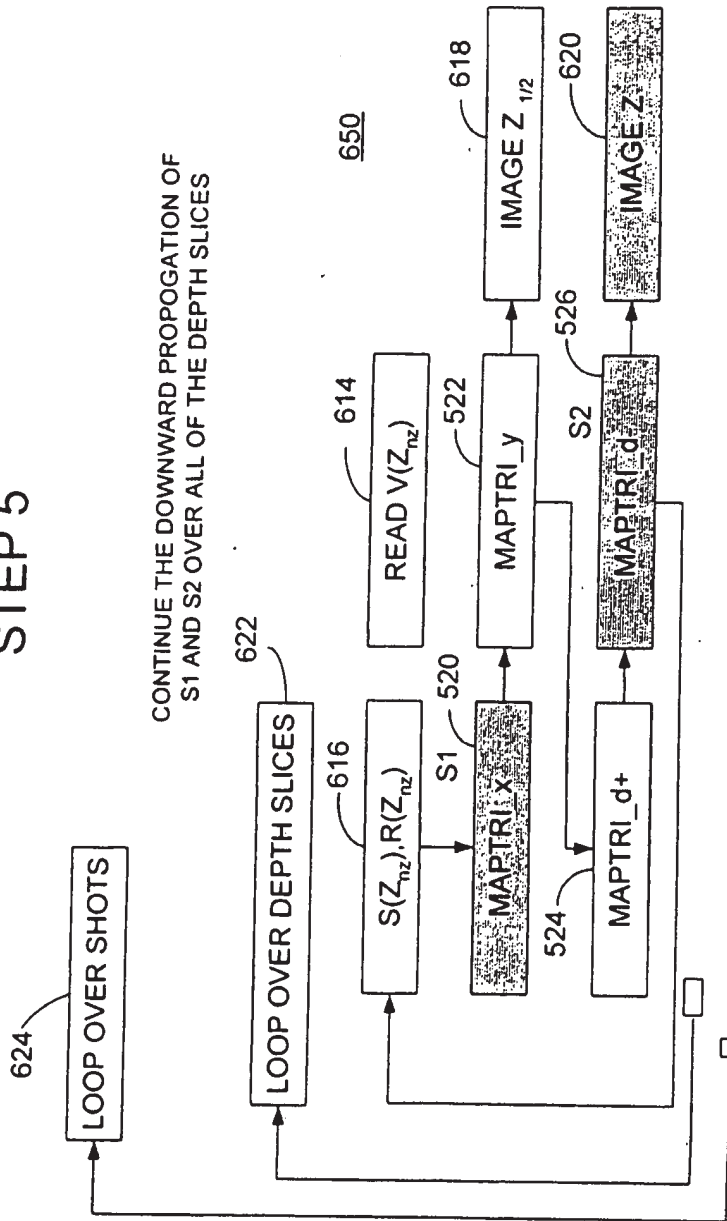 STEP 5
624
LOOP OVER SHOTS
CONTINUE THE DOWNWARD PROPOGATION OF
S1 AND S2 OVER ALL OF THE DEPTH SLICES
622
LOOP OVER DEPTH SLICES
650
616
614
S(Z_nz), R(Z_nz)
READ V(Z_nz)
S1
520
522
618
MAPTRI_x
MAPTRI_y
IMAGE Z 1/2
524
S2
526
620
MAPTRI_d+
MAPTRI_d-
IMAGE Z